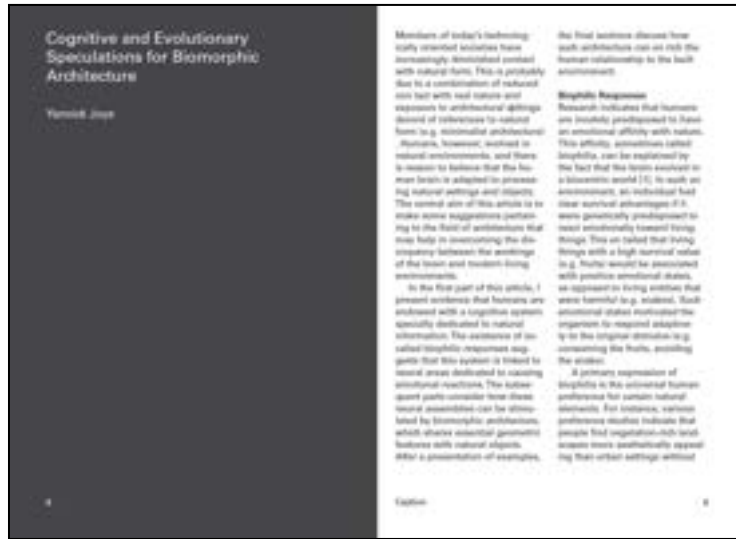 Cognitive and Evolutionary
Speculations for Biomorphic
Architecture
Yannick Joye
Members of today's technolog-
ically oriented societies have
increasingly diminished contact
with natural form. This is probably
due to a combination of reduced
con tact with real nature and
exposure to architectural settings
devoid of references to natural
form (e.g. minimalist architecture)
. Humans, however, evolved in
natural environments, and there
is reason to believe that the hu-
man brain is adapted to process-
ing natural settings and objects.
The central aim of this article is to
make some suggestions pertain-
ing to the field of architecture that
may help in overcoming the dis-
crepancy between the workings
of the brain and modern living
environments.
In the first part of this article, I
present evidence that humans are
endowed with a cognitive system
specially dedicated to natural
information. The existence of so-
called biophilic responses sug-
gests that this system is linked to
neural areas dedicated to causing
emotional reactions. The subse-
quent parts consider how these
neural assemblies can be stimu-
lated by biomorphic architecture,
which shares essential geometric
features with natural objects.
After a presentation of examples,
the final sections discuss how
such architecture can en rich the
human relationship to the built
environment.
Biophilic Responses
Research indicates that humans
are innately predisposed to have
an emotional affinity with nature.
This affinity, sometimes called
biophilia, can be explained by
the fact that the brain evolved in
a biocentric world [1]. In such an
environment, an individual had
clear survival advantages if it
were genetically predisposed to
react emotionally toward living
things. This en tailed that living
things with a high survival value
(e.g. fruits) would be associated
with positive emotional states,
as opposed to living entities that
were harmful (e.g. snakes). Such
emotional states motivated the
organism to respond adaptive-
ly to the original stimulus (e.g.
consuming the fruits, avoiding
the snake).
A primary expression of
biophilia is the universal human
preference for certain natural
elements. For instance, various
preference studies indicate that
people find vegetation-rich land-
scapes more aesthetically appeal
ing than urban settings without
Caption